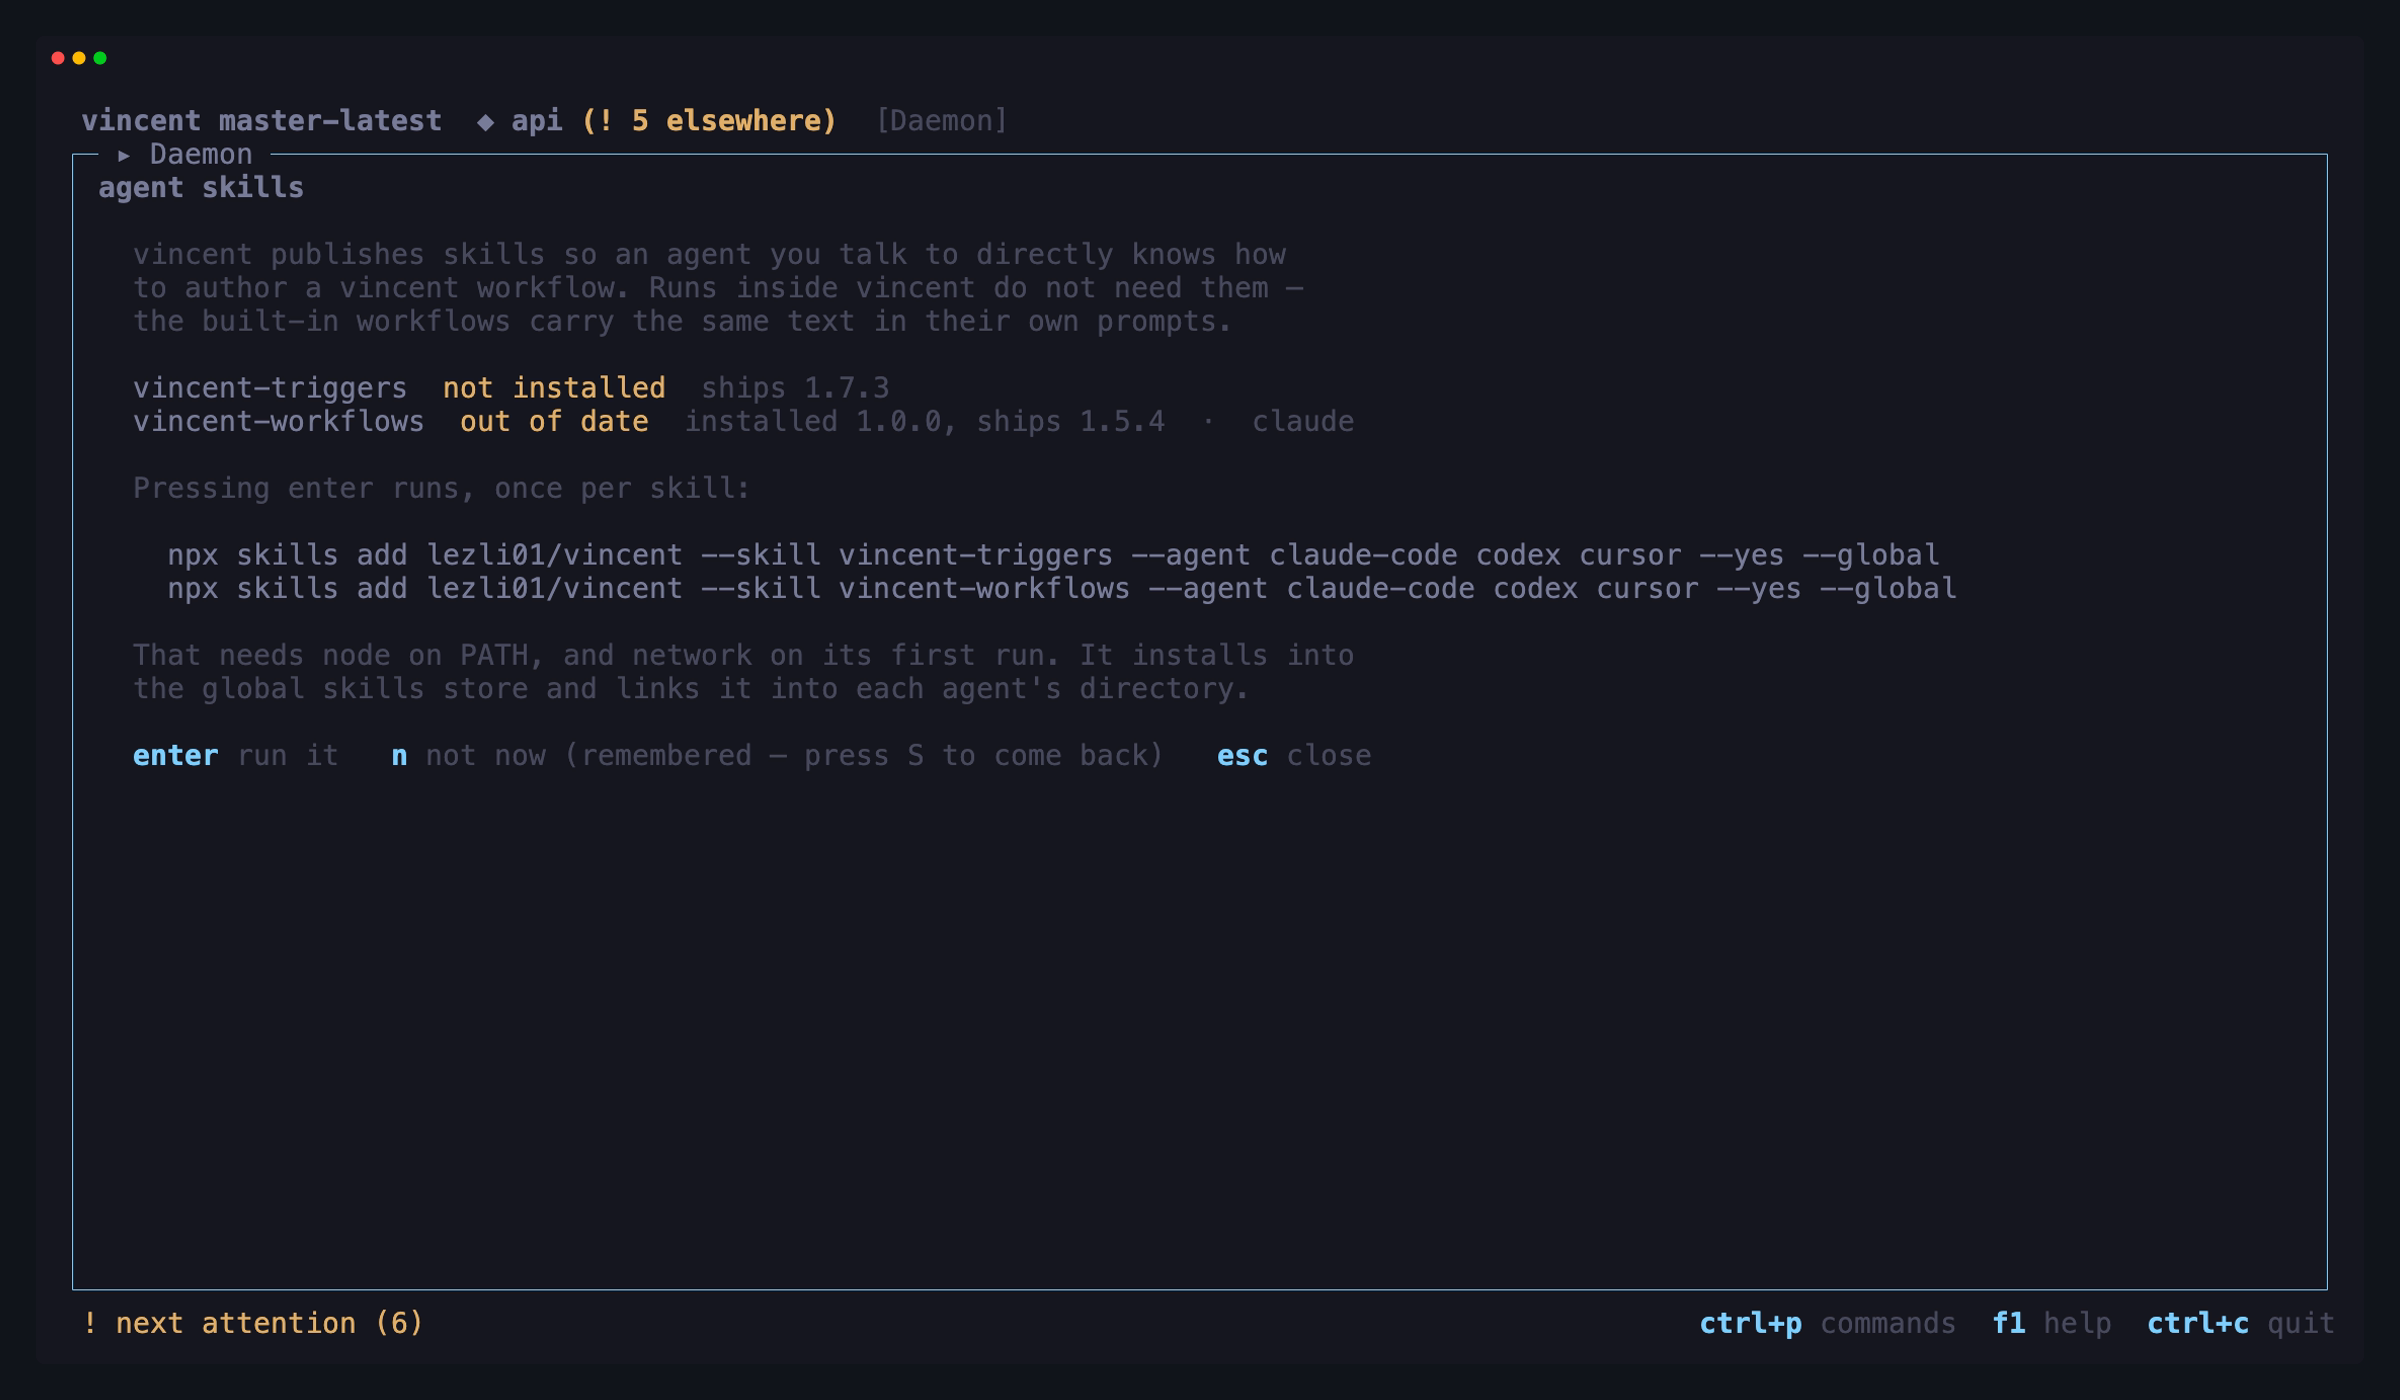 vincent master-latest ◆ api (! 5 elsewhere) [Daemon]
▸ Daemon
agent skills
vincent publishes skills so an agent you talk to directly knows how
to author a vincent workflow. Runs inside vincent do not need them —
the built-in workflows carry the same text in their own prompts.
vincent-triggers not installed ships 1.7.3
vincent-workflows out of date installed 1.0.0, ships 1.5.4 · claude
Pressing enter runs, once per skill:
npx skills add lezli01/vincent --skill vincent-triggers --agent claude-code codex cursor --yes --global
npx skills add lezli01/vincent --skill vincent-workflows --agent claude-code codex cursor --yes --global
That needs node on PATH, and network on its first run. It installs into
the global skills store and links it into each agent's directory.
enter run it n not now (remembered — press S to come back) esc close
! next attention (6) ctrl+p commands f1 help ctrl+c quit